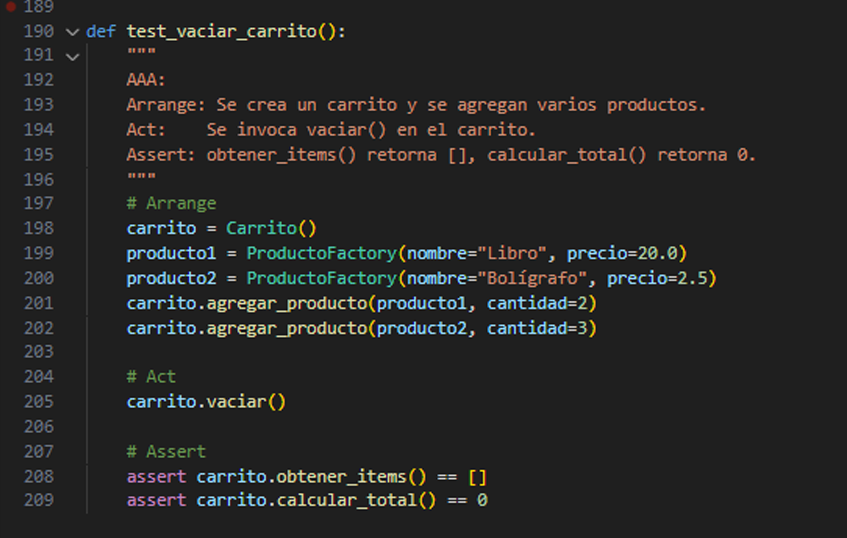 189
190 def test_vaciar_carrito():
191     """
192     AAA:
193     Arrange: Se crea un carrito y se agregan varios productos.
194     Act:    Se invoca vaciar() en el carrito.
195     Assert: obtener_items() retorna [], calcular_total() retorna 0.
196     """
197     # Arrange
198     carrito = Carrito()
199     producto1 = ProductoFactory(nombre="Libro", precio=20.0)
200     producto2 = ProductoFactory(nombre="Bolígrafo", precio=2.5)
201     carrito.agregar_producto(producto1, cantidad=2)
202     carrito.agregar_producto(producto2, cantidad=3)
203
204     # Act
205     carrito.vaciar()
206
207     # Assert
208     assert carrito.obtener_items() == []
209     assert carrito.calcular_total() == 0